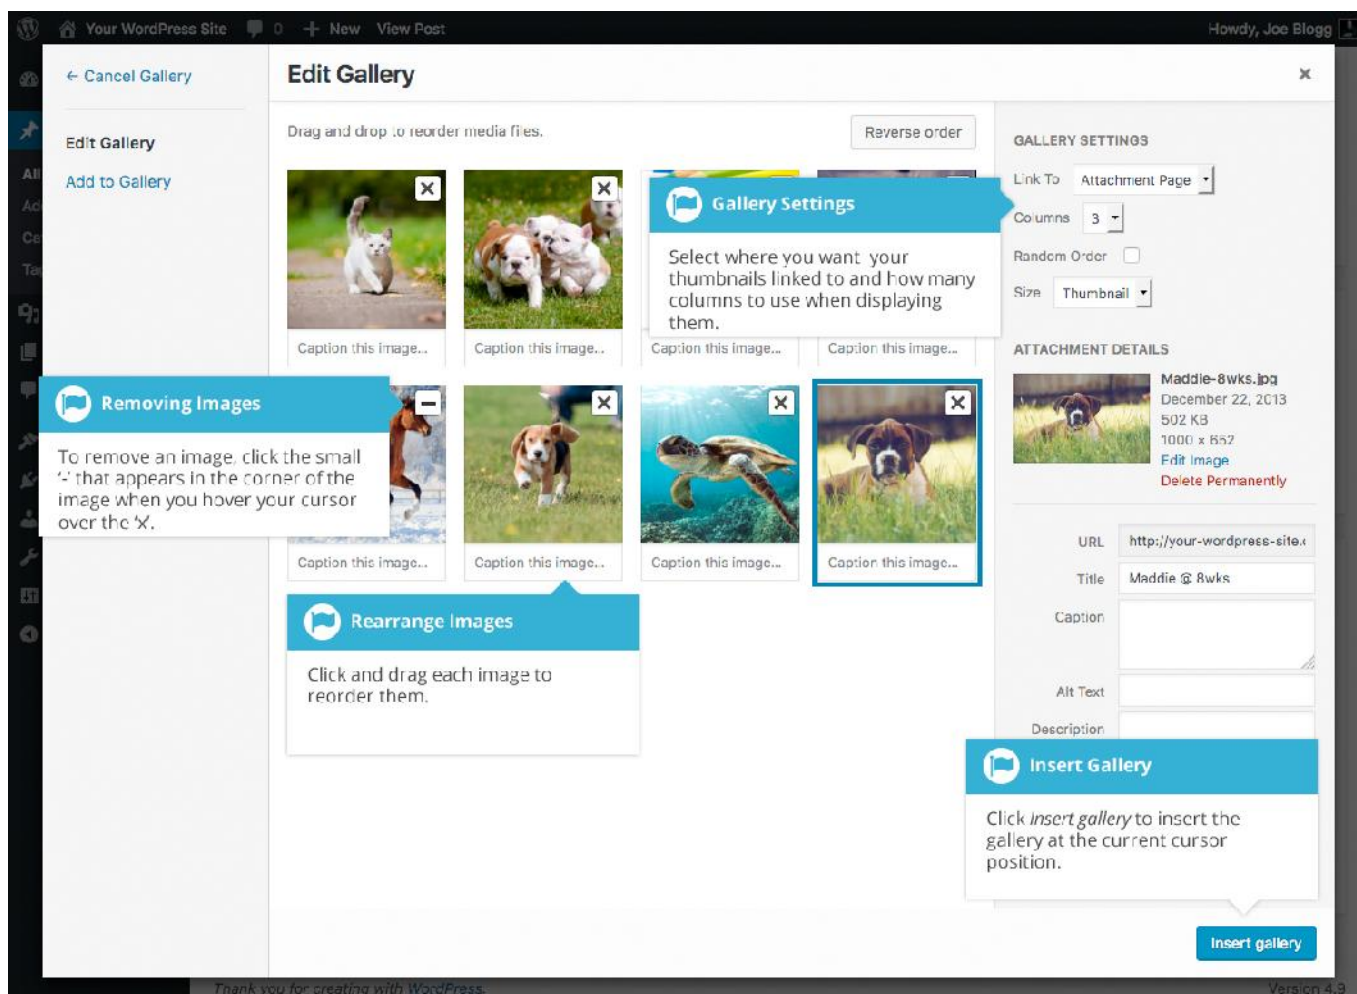 Your WordPress Site 0 + New View Post Howdy, Joe Blogg
← Cancel Gallery
Edit Gallery
Add to Gallery
Edit Gallery
Drag and drop to reorder media files.
Reverse order
Caption this image...
Caption this image...
Caption this image...
Caption this image...
Gallery Settings
Select where you want your
thumbnails linked to and how many
columns to use when displaying
them.
Removing Images
To remove an image, click the small
‘-’ that appears in the corner of the
image when you hover your cursor
over the ‘x’.
Caption this image...
Caption this image...
Caption this image...
Caption this image...
Rearrange Images
Click and drag each image to
reorder them.
GALLERY SETTINGS
Link To Attachment Page
Columns 3
Random Order
Size Thumbnail
ATTACHMENT DETAILS
Maddie-8wks.jpg
December 22, 2013
502 KB
1000 x 652
Edit Image
Delete Permanently
URL http://your-wordpress-site.c
Title Maddie @ 8wks
Caption
Alt Text
Description
Insert Gallery
Click Insert gallery to insert the
gallery at the current cursor
position.
Insert gallery
Thank you for creating with WordPress. Version 4.9